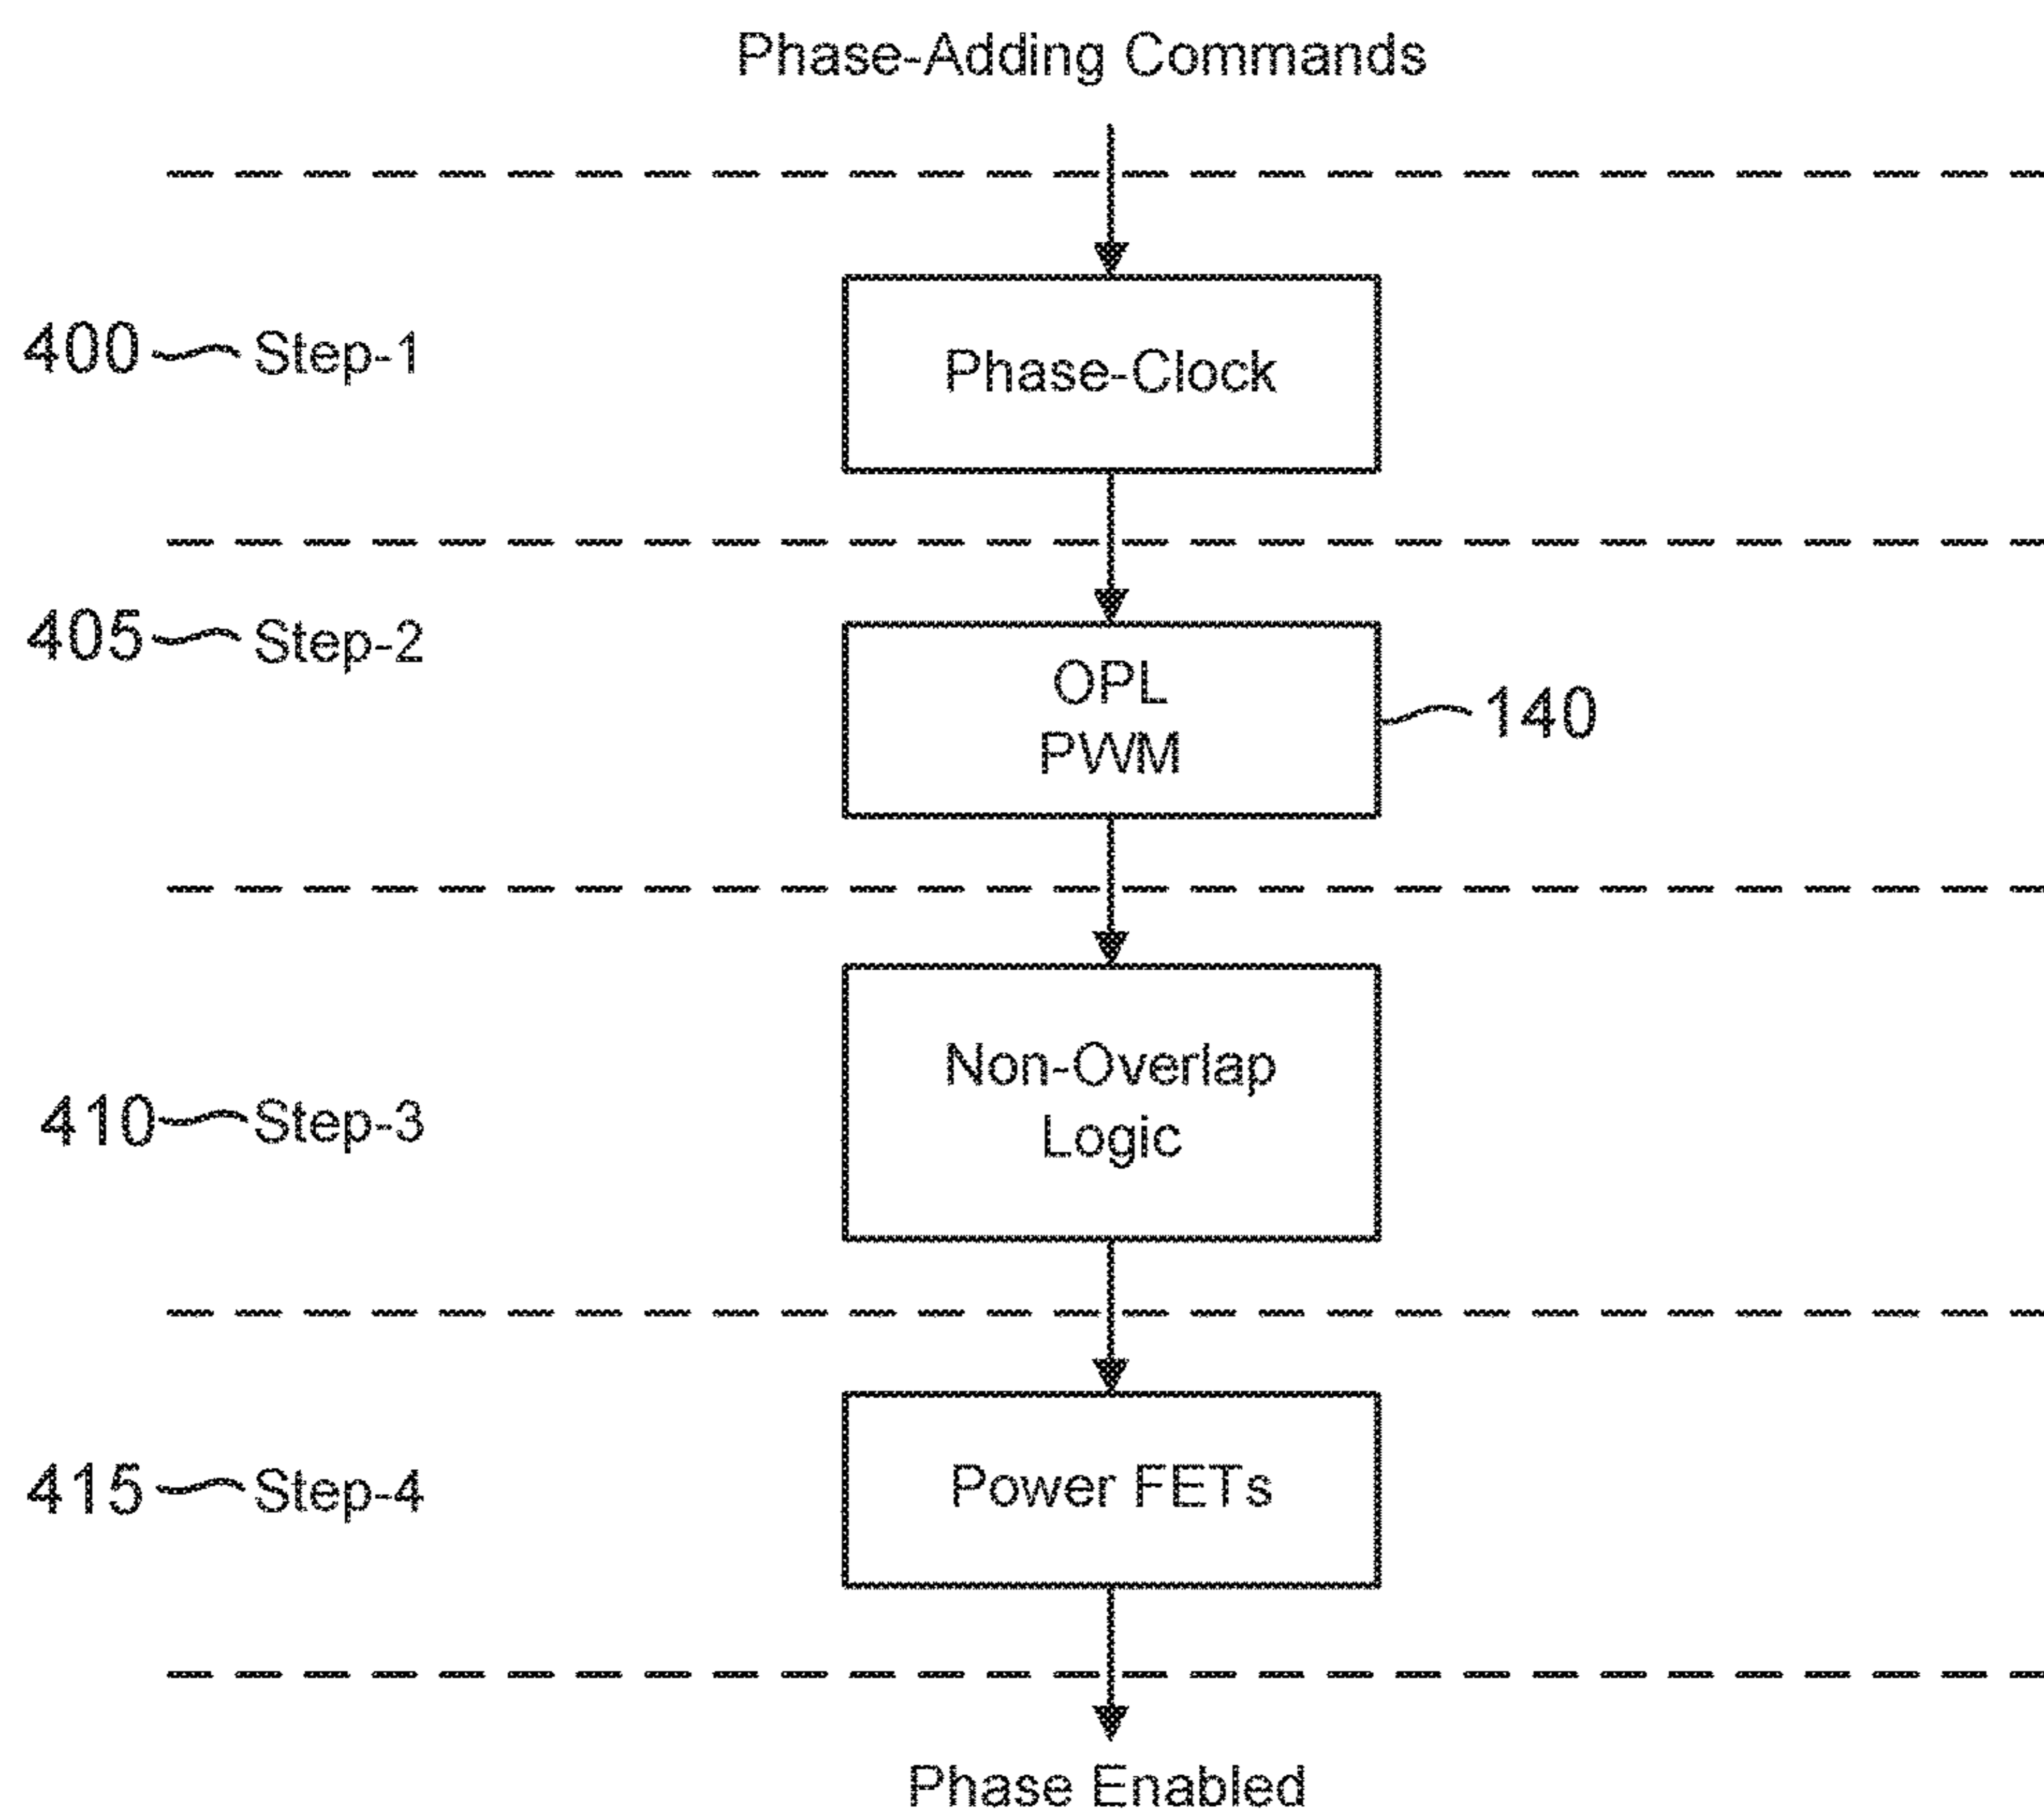 Phase-Adding Commands
400 Step-1
Phase-Clock
405 Step-2
OPL
PWM
140
Non-Overlap
Logic
410 Step-3
Power FETs
415 Step-4
Phase Enabled